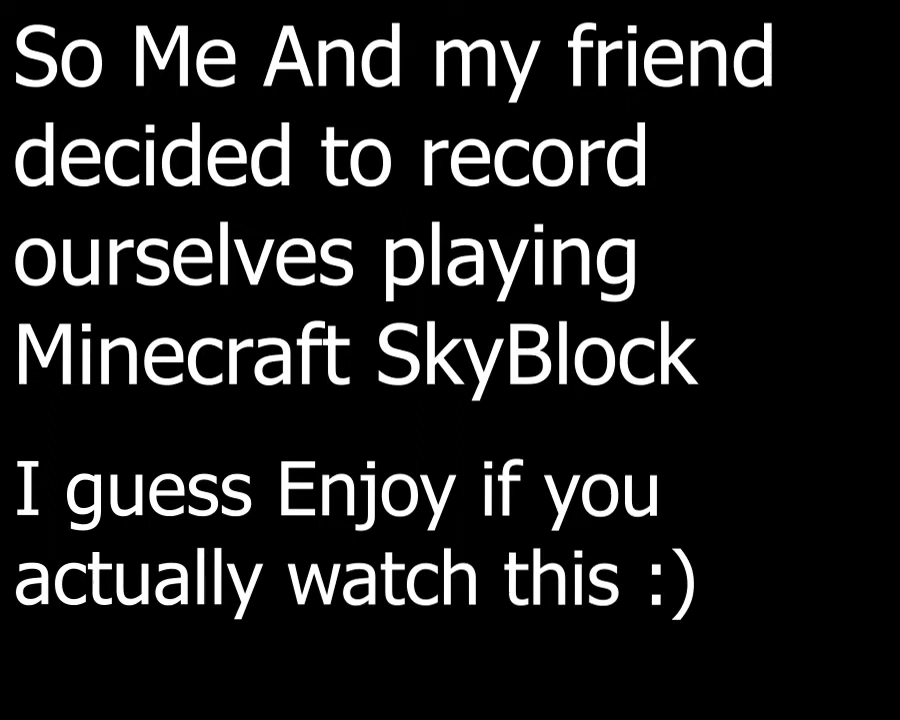 So Me And my friend
decided to record
ourselves playing
Minecraft SkyBlock
I guess Enjoy if you
actually watch this :)